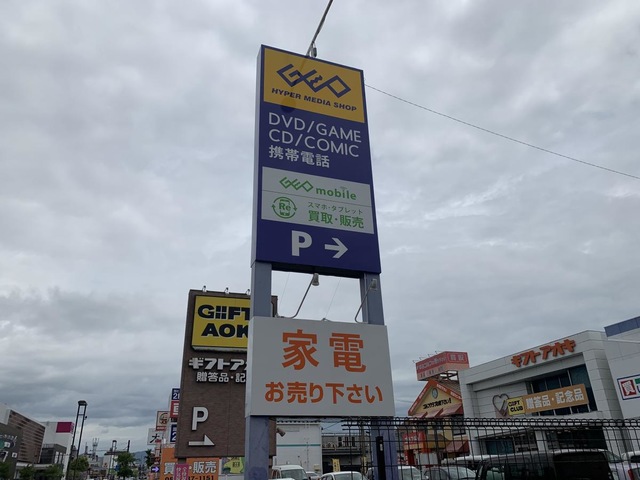 GEO
HYPER MEDIA SHOP
DVD/GAME
CD/COMIC
携帯電話
GEO mobile
Re
スマホ・タブレット
買取・販売
P →
家電
お売り下さい
GIFT
AOK
ギフトアオ
贈答品・記
P
→
販売
ギフトアオキ
GIFT CLUB
贈答品・記念品